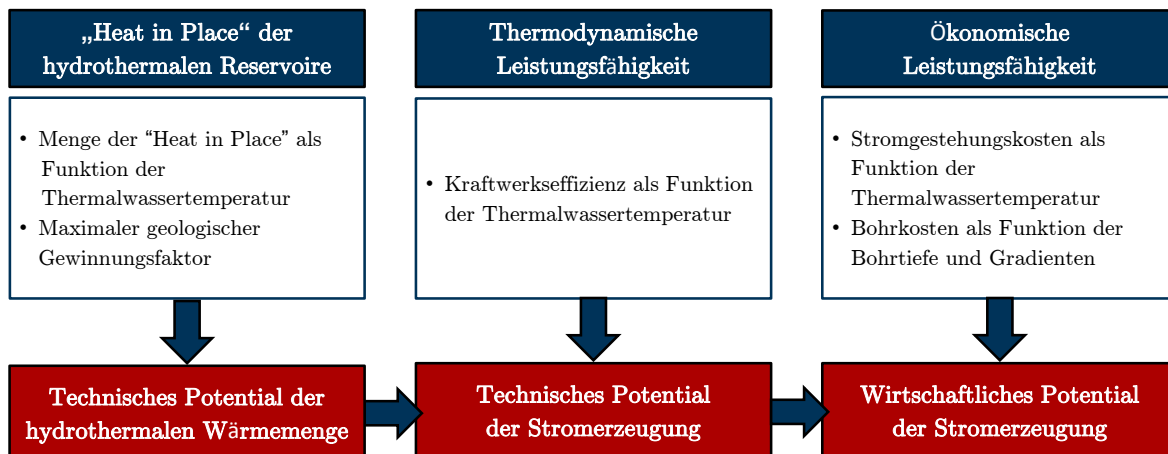 „Heat in Place“ der
hydrothermalen Reservoire
• Menge der “Heat in Place” als
Funktion der
Thermalwassertemperatur
• Maximaler geologischer
Gewinnungsfaktor
Technisches Potential der
hydrothermalen Wärmemenge
Thermodynamische
Leistungsfähigkeit
• Kraftwerkseffizienz als Funktion
der Thermalwassertemperatur
Technisches Potential
der Stromerzeugung
Ökonomische
Leistungsfähigkeit
• Stromgestehungskosten als
Funktion der
Thermalwassertemperatur
• Bohrkosten als Funktion der
Bohrtiefe und Gradienten
Wirtschaftliches Potential
der Stromerzeugung